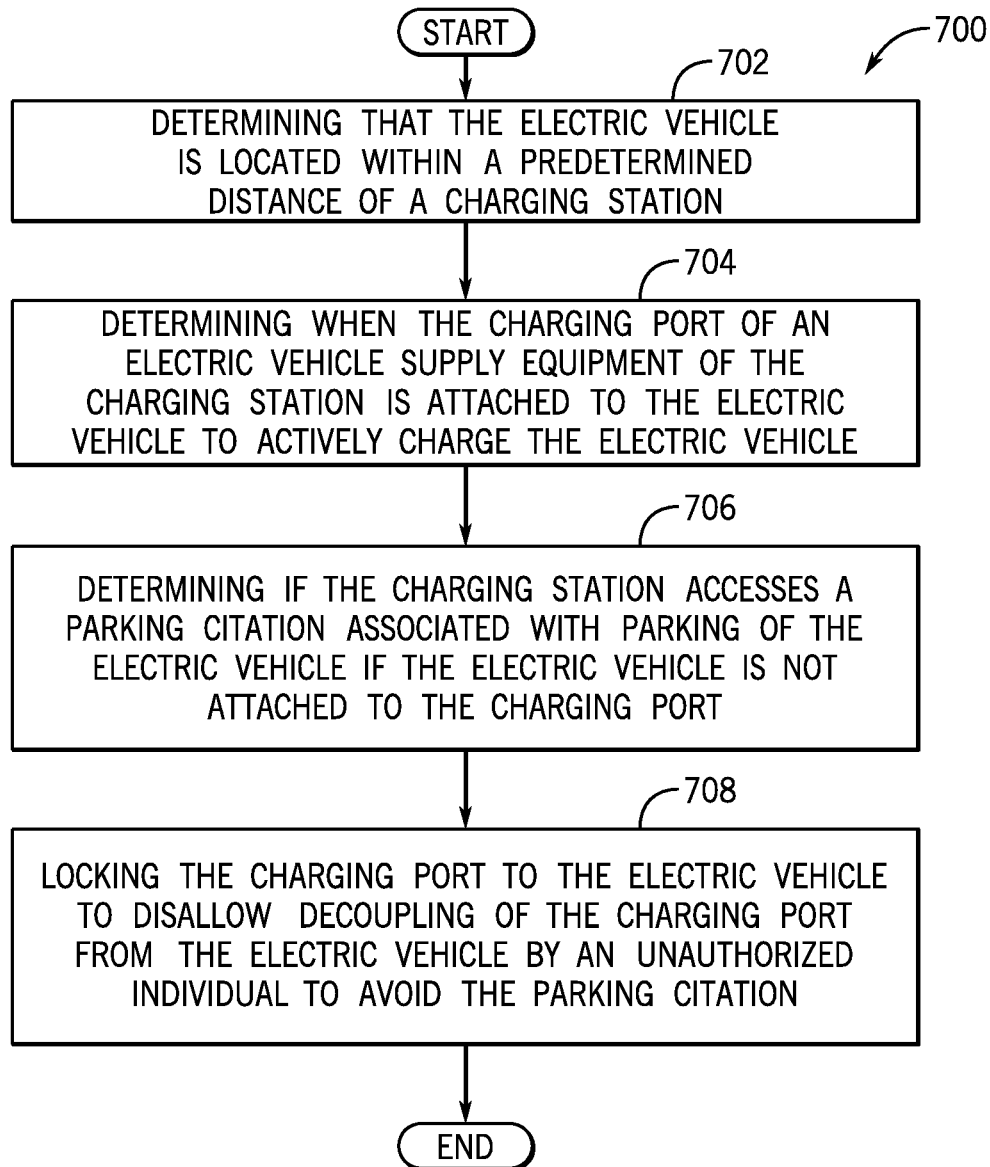 START
700
702
DETERMINING THAT THE ELECTRIC VEHICLE
IS LOCATED WITHIN A PREDETERMINED
DISTANCE OF A CHARGING STATION
704
DETERMINING WHEN THE CHARGING PORT OF AN
ELECTRIC VEHICLE SUPPLY EQUIPMENT OF THE
CHARGING STATION IS ATTACHED TO THE ELECTRIC
VEHICLE TO ACTIVELY CHARGE THE ELECTRIC VEHICLE
706
DETERMINING IF THE CHARGING STATION ACCESSES A
PARKING CITATION ASSOCIATED WITH PARKING OF THE
ELECTRIC VEHICLE IF THE ELECTRIC VEHICLE IS NOT
ATTACHED TO THE CHARGING PORT
708
LOCKING THE CHARGING PORT TO THE ELECTRIC VEHICLE
TO DISALLOW DECOUPLING OF THE CHARGING PORT
FROM THE ELECTRIC VEHICLE BY AN UNAUTHORIZED
INDIVIDUAL TO AVOID THE PARKING CITATION
END